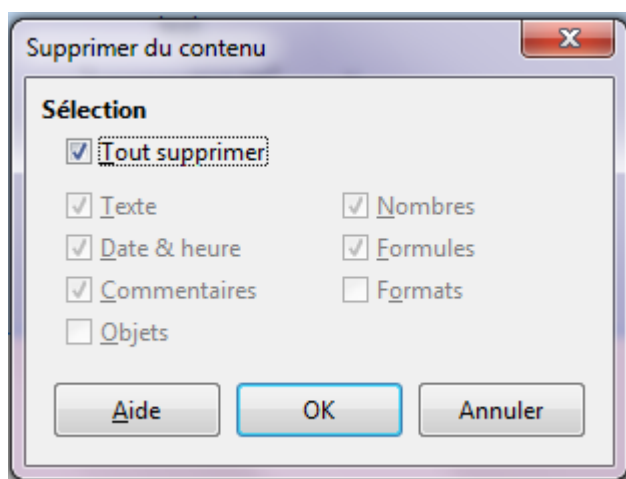 Supprimer du contenu
Sélection
Tout supprimer
Texte
Nombres
Date & heure
Formules
Commentaires
Formats
Objets
Aide
OK
Annuler